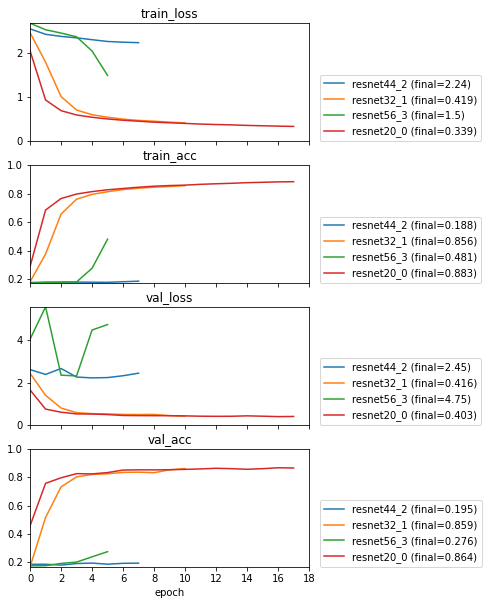 train_loss
2
1
0
resnet44_2 (final=2.24)
resnet32_1 (final=0.419)
resnet56_3 (final=1.5)
resnet20_0 (final=0.339)
train_acc
1.0
0.8
0.6
0.4
0.2
resnet44_2 (final=0.188)
resnet32_1 (final=0.856)
resnet56_3 (final=0.481)
resnet20_0 (final=0.883)
val_loss
4
2
0
resnet44_2 (final=2.45)
resnet32_1 (final=0.416)
resnet56_3 (final=4.75)
resnet20_0 (final=0.403)
val_acc
1.0
0.8
0.6
0.4
0.2
resnet44_2 (final=0.195)
resnet32_1 (final=0.859)
resnet56_3 (final=0.276)
resnet20_0 (final=0.864)
0 2 4 6 8 10 12 14 16 18
epoch